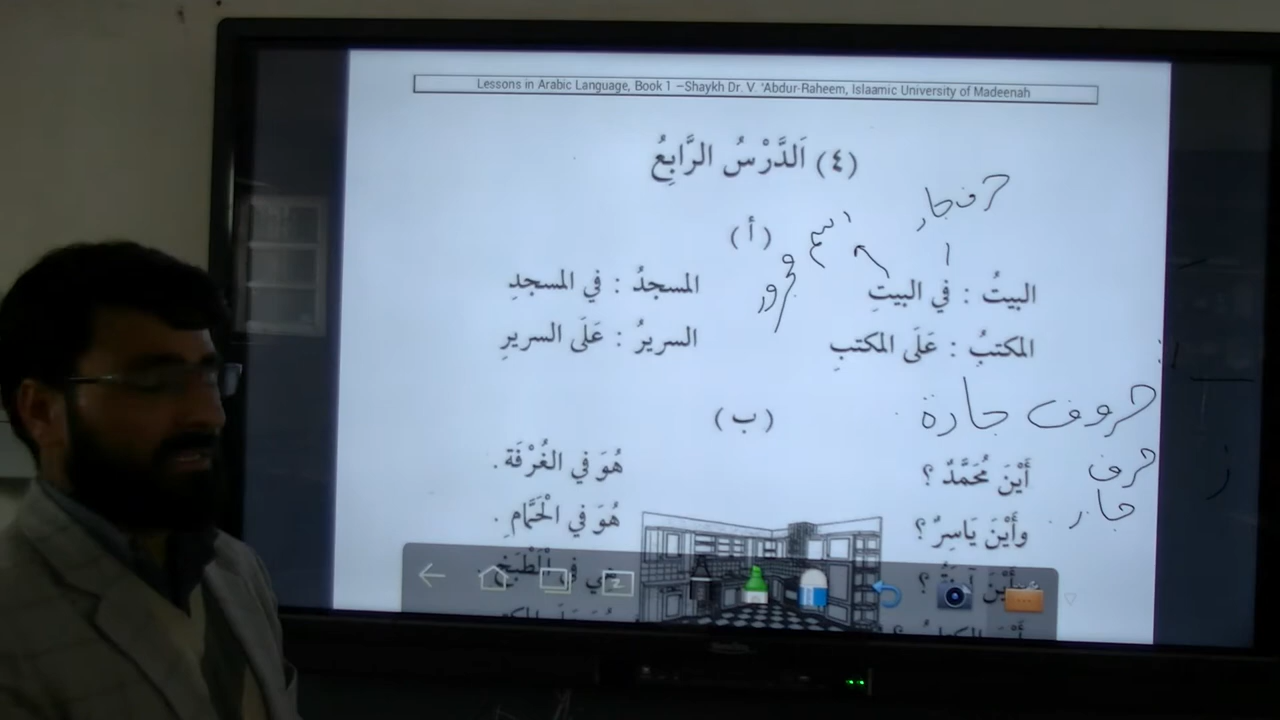 Lessons in Arabic Language, Book 1 –Shaykh Dr. V. ‘Abdur-Raheem, Islaamic University of Madeenah
(٤) اَلدَّرْسُ الرَّابِعُ
حرف جار
(أ)
اسم
مجرور
البيتُ : في البيتِ
المسجدُ : في المسجدِ
المكتبُ : عَلَى المكتبِ
السريرُ : عَلَى السريرِ
حروف جارة
(ب)
حرف
جار
أَيْنَ مُحَمَّدٌ ؟
هُوَ في الغُرْفَة .
وأَيْنَ يَاسِرٌ ؟
هُوَ في الْحَمَّامِ .